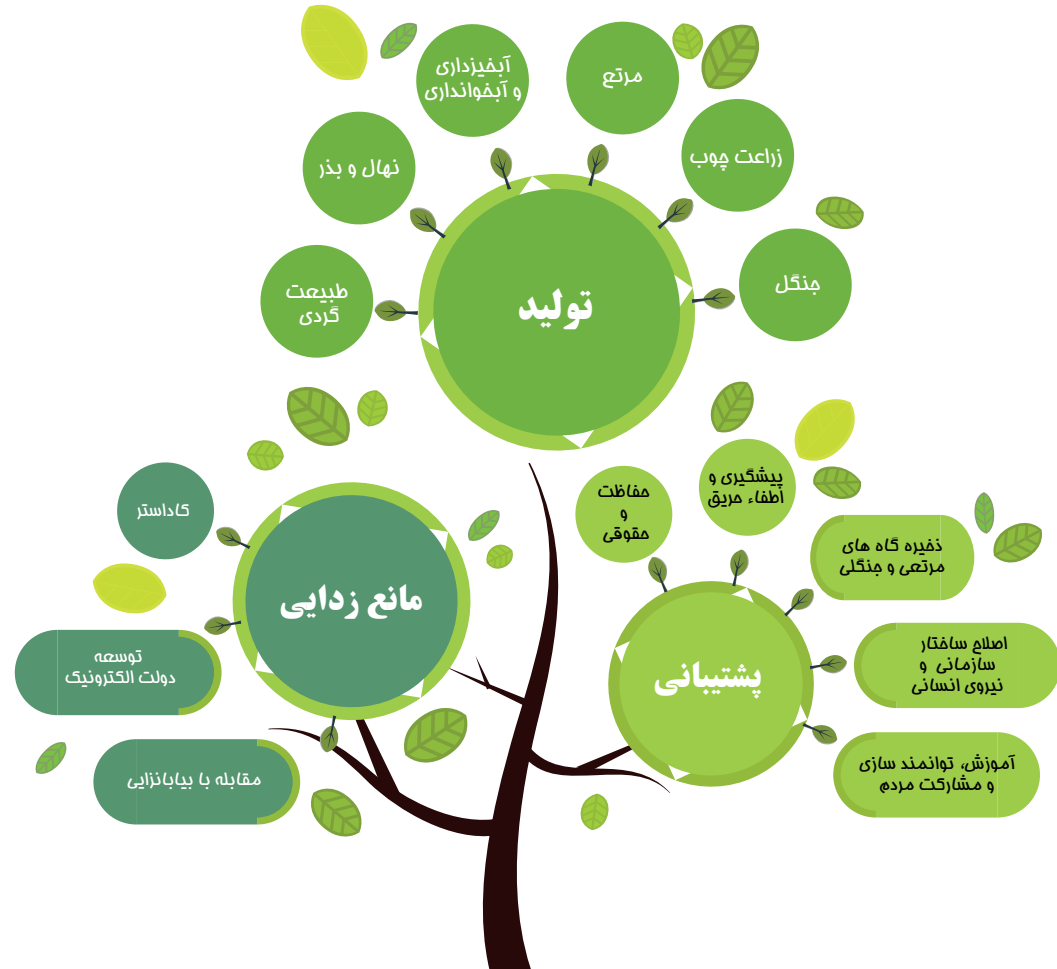 آبخیزداری
و آبخوانداری
مرتع
نهال و بذر
زراعت چوب
طبیعت
گردی
جنگل
تولید
کاداستر
مانع زدایی
توسعه
دولت الکترونیک
مقابله با بیابانزایی
حفاظت
و
حقوقی
پیشگیری و
اطفاء حریق
ذخیره گاه های
مرتعی و جنگلی
پشتیبانی
اصلاع ساختار
سازمانی و
نیروی انسانی
آموزش، توانمند سازی
و مشارکت مردم